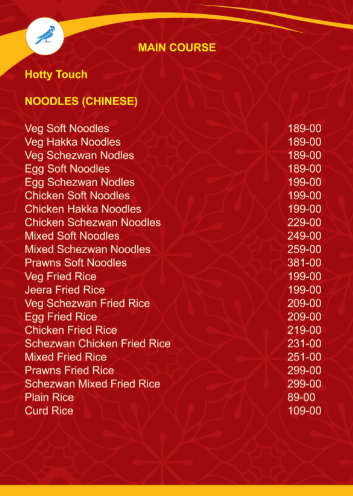 MAIN COURSE
Hotty Touch
NOODLES (CHINESE)
Veg Soft Noodles 189-00
Veg Hakka Noodles 189-00
Veg Schezwan Nodles 189-00
Egg Soft Noodles 189-00
Egg Schezwan Nodles 199-00
Chicken Soft Noodles 199-00
Chicken Hakka Noodles 199-00
Chicken Schezwan Noodles 229-00
Mixed Soft Noodles 249-00
Mixed Schezwan Noodles 259-00
Prawns Soft Noodles 381-00
Veg Fried Rice 199-00
Jeera Fried Rice 199-00
Veg Schezwan Fried Rice 209-00
Egg Fried Rice 209-00
Chicken Fried Rice 219-00
Schezwan Chicken Fried Rice 231-00
Mixed Fried Rice 251-00
Prawns Fried Rice 299-00
Schezwan Mixed Fried Rice 299-00
Plain Rice 89-00
Curd Rice 109-00